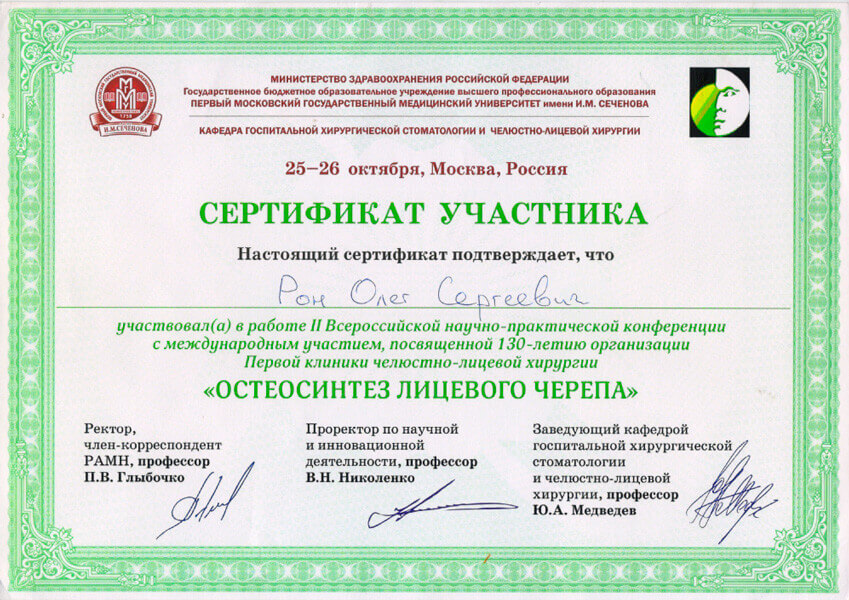 МИНИСТЕРСТВО ЗДРАВООХРАНЕНИЯ РОССИЙСКОЙ ФЕДЕРАЦИИ
Государственное бюджетное образовательное учреждение высшего профессионального образования
ПЕРВЫЙ МОСКОВСКИЙ ГОСУДАРСТВЕННЫЙ МЕДИЦИНСКИЙ УНИВЕРСИТЕТ имени И.М. СЕЧЕНОВА
1758
И.М.СЕЧЕНОВА
КАФЕДРА ГОСПИТАЛЬНОЙ ХИРУРГИЧЕСКОЙ СТОМАТОЛОГИИ И ЧЕЛЮСТНО-ЛИЦЕВОЙ ХИРУРГИИ
25–26 октября, Москва, Россия
СЕРТИФИКАТ УЧАСТНИКА
Настоящий сертификат подтверждает, что
Рон Олег Сергеевич
участвовал(а) в работе II Всероссийской научно-практической конференции
с международным участием, посвященной 130-летию организации
Первой клиники челюстно-лицевой хирургии
«ОСТЕОСИНТЕЗ ЛИЦЕВОГО ЧЕРЕПА»
Ректор,
член-корреспондент
РАМН, профессор
П.В. Глыбочко
Проректор по научной
и инновационной
деятельности, профессор
В.Н. Николенко
Заведующий кафедрой
госпитальной хирургической
стоматологии
и челюстно-лицевой
хирургии, профессор
Ю.А. Медведев